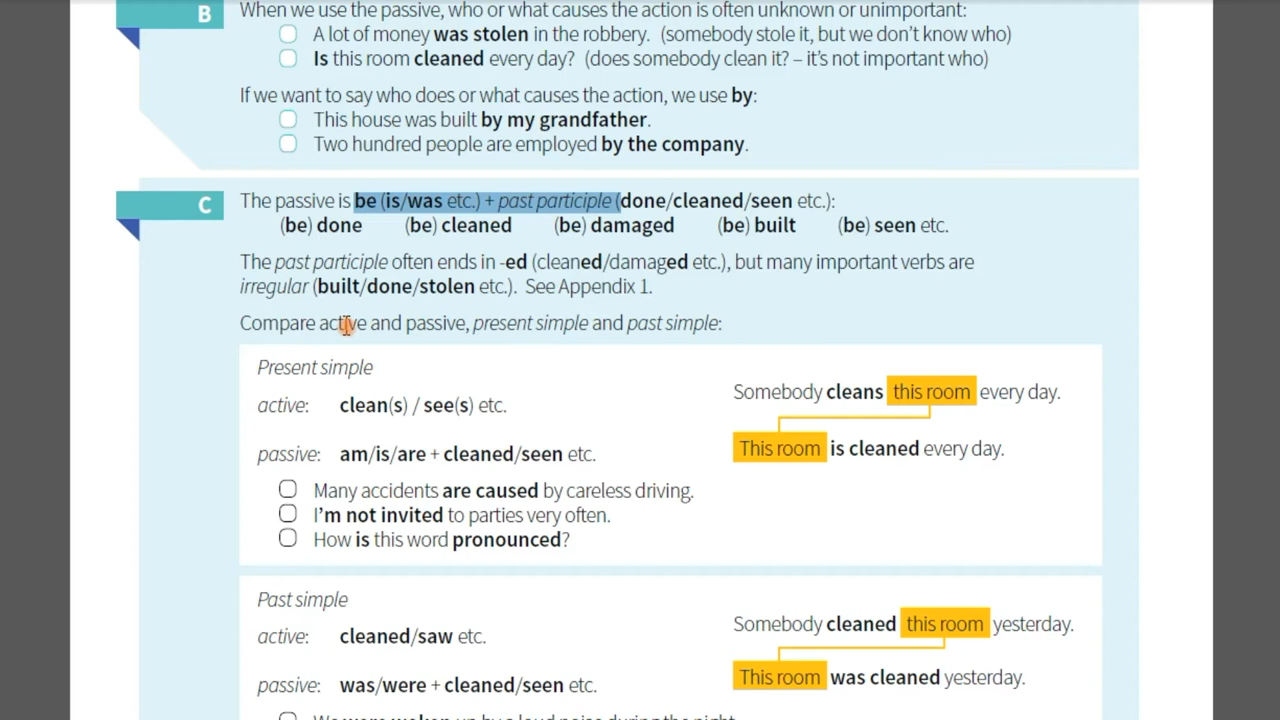 B
When we use the passive, who or what causes the action is often unknown or unimportant:
A lot of money was stolen in the robbery. (somebody stole it, but we don't know who)
Is this room cleaned every day? (does somebody clean it? – it's not important who)
If we want to say who does or what causes the action, we use by:
This house was built by my grandfather.
Two hundred people are employed by the company.
C
The passive is be (is/was etc.) + past participle (done/cleaned/seen etc.):
(be) done (be) cleaned (be) damaged (be) built (be) seen etc.
The past participle often ends in -ed (cleaned/damaged etc.), but many important verbs are
irregular (built/done/stolen etc.). See Appendix 1.
Compare active and passive, present simple and past simple:
Present simple
active: clean(s) / see(s) etc.
Somebody cleans this room every day.
passive: am/is/are + cleaned/seen etc.
This room is cleaned every day.
Many accidents are caused by careless driving.
I'm not invited to parties very often.
How is this word pronounced?
Past simple
active: cleaned/saw etc.
Somebody cleaned this room yesterday.
passive: was/were + cleaned/seen etc.
This room was cleaned yesterday.
We were woken up by a loud noise during the night.